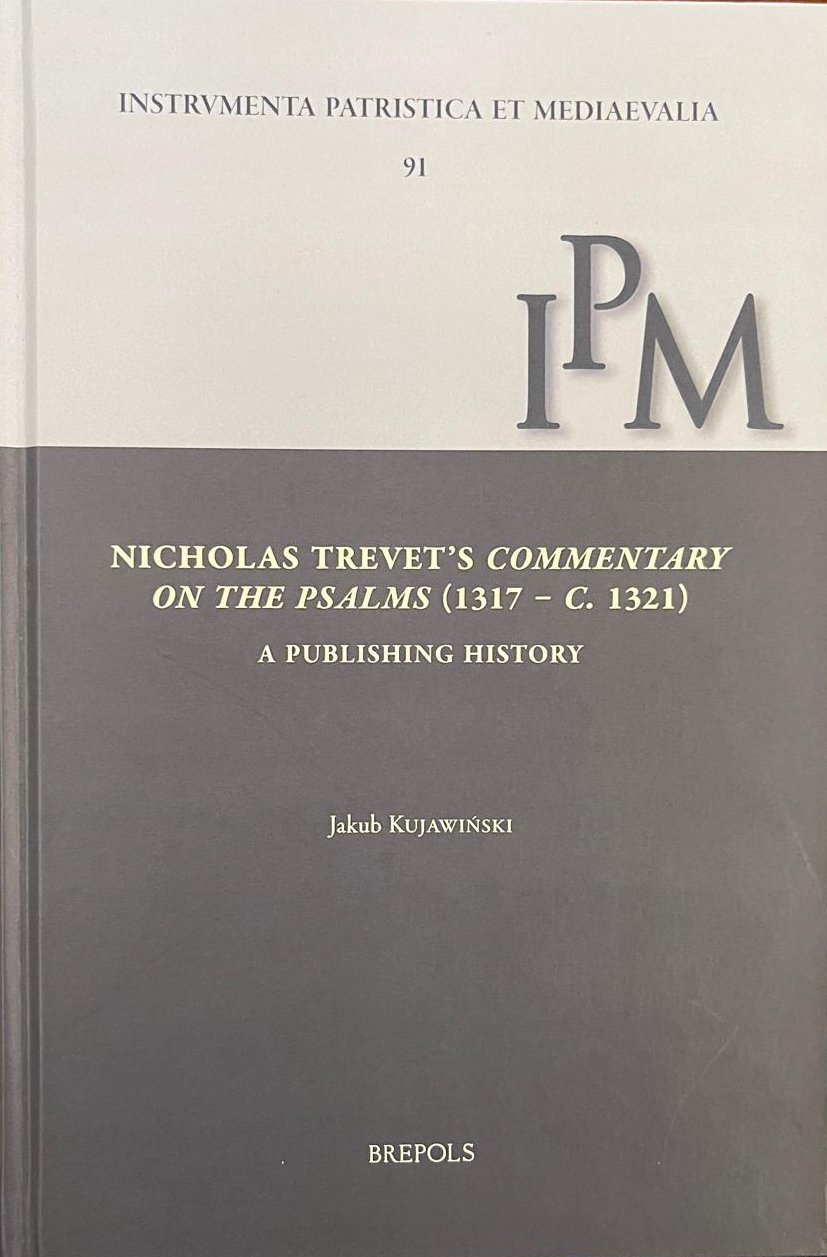 INSTRVMENTA PATRISTICA ET MEDIAEVALIA
91
IPM
NICHOLAS TREVET'S COMMENTARY
ON THE PSALMS (1317 – C. 1321)
A PUBLISHING HISTORY
Jakub KUJAWIŃSKI
BREPOLS